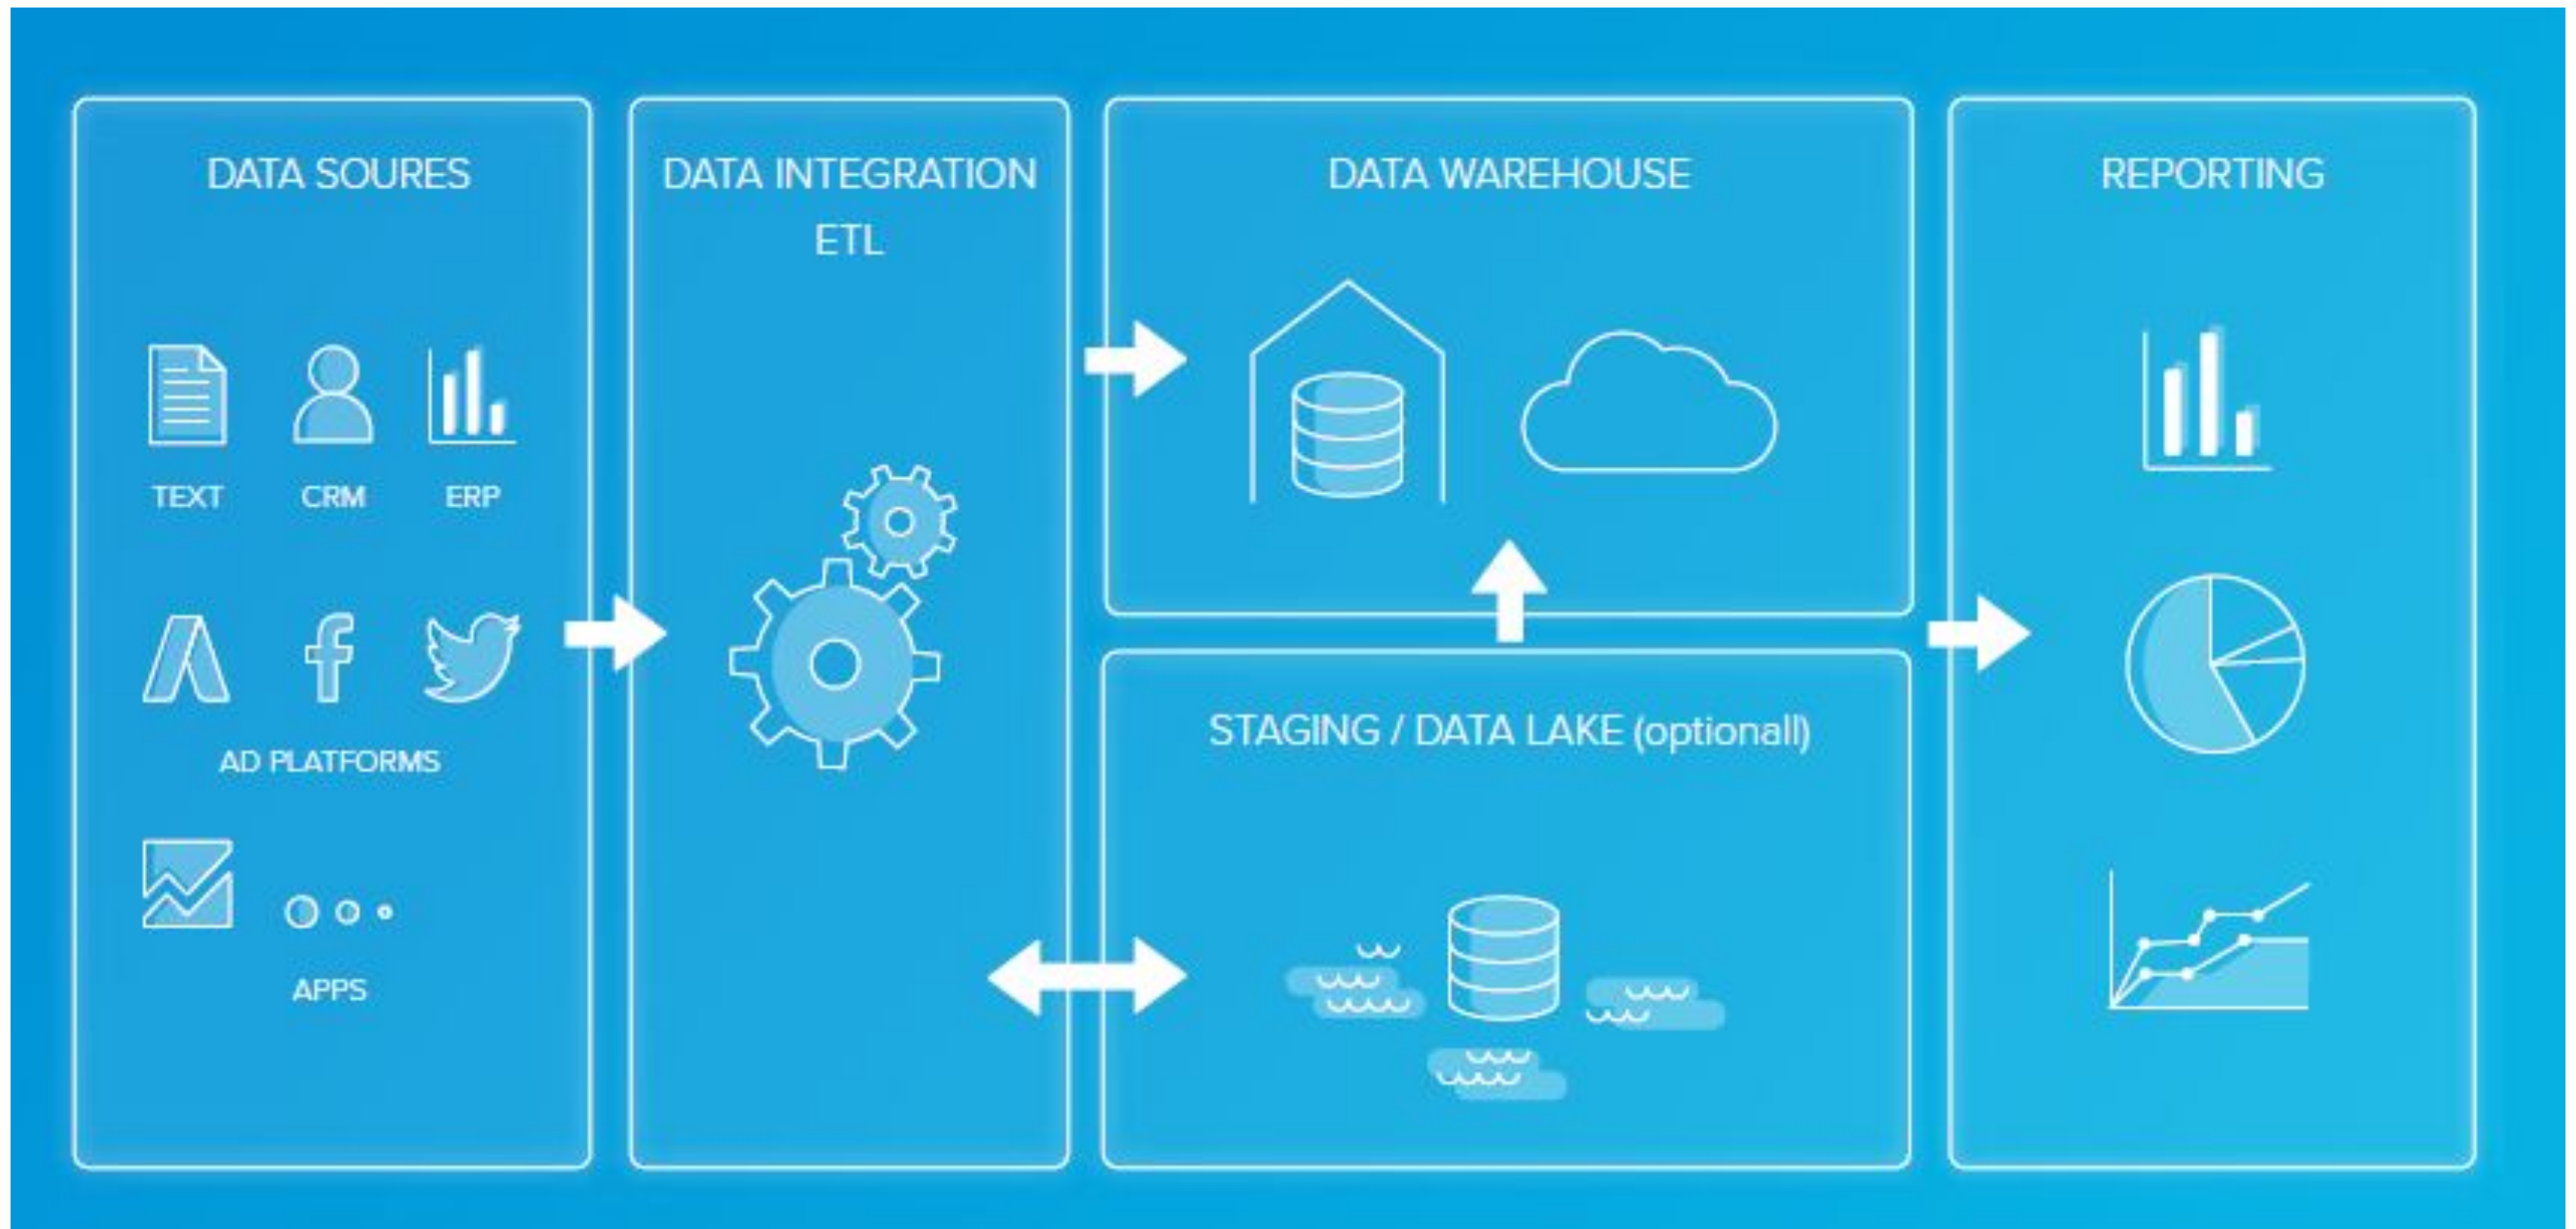 DATA SOURES
TEXT CRM ERP
AD PLATFORMS
APPS
DATA INTEGRATION
ETL
DATA WAREHOUSE
STAGING / DATA LAKE (optionall)
REPORTING